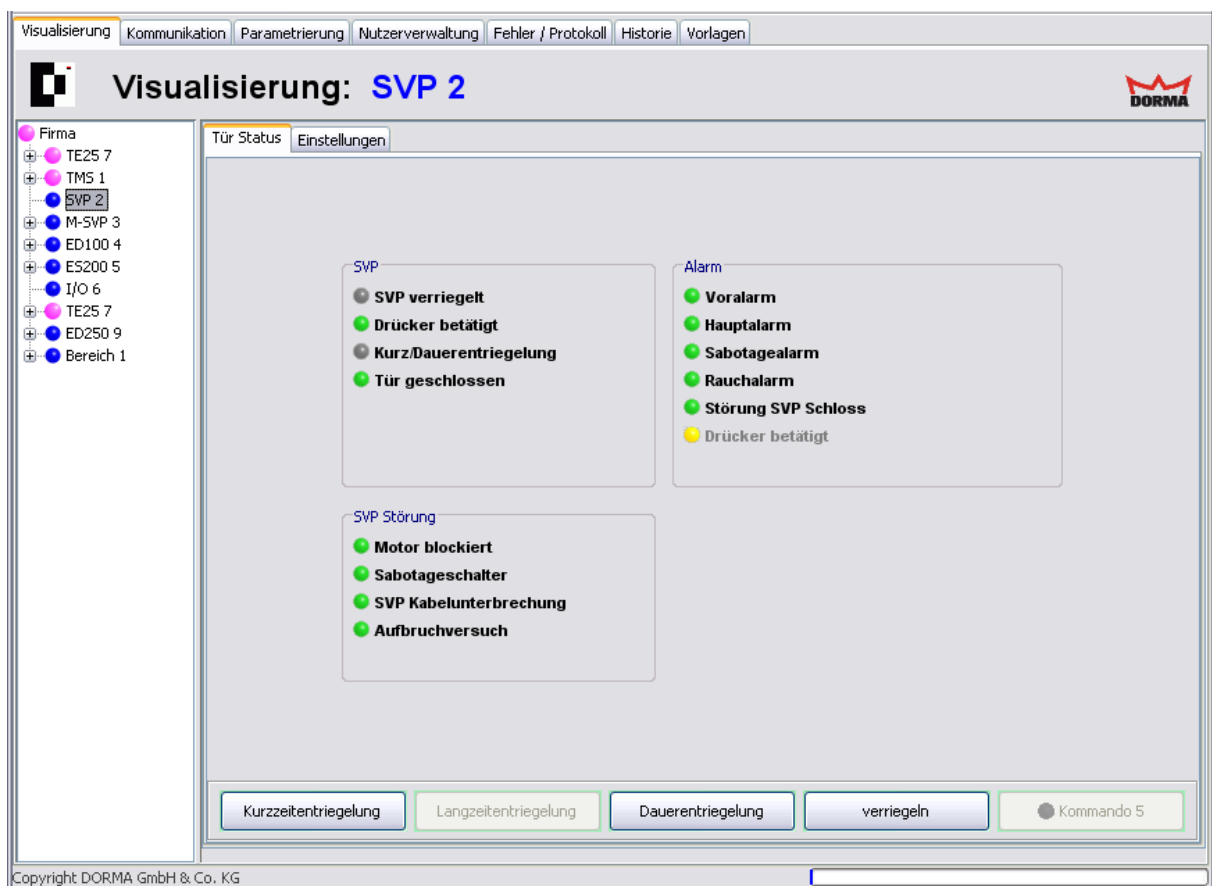 Visualisierung Kommunikation Parametrierung Nutzerverwaltung Fehler / Protokoll Historie Vorlagen
Visualisierung: SVP 2
DORMA
Firma
TE25 7
TMS 1
SVP 2
M-SVP 3
ED100 4
ES200 5
I/O 6
TE25 7
ED250 9
Bereich 1
Tür Status Einstellungen
SVP
SVP verriegelt
Drücker betätigt
Kurz/Dauerentriegelung
Tür geschlossen
Alarm
Voralarm
Hauptalarm
Sabotagealarm
Rauchalarm
Störung SVP Schloss
Drücker betätigt
SVP Störung
Motor blockiert
Sabotageschalter
SVP Kabelunterbrechung
Aufbruchversuch
Kurzzeitentriegelung Langzeitentriegelung Dauerentriegelung verriegeln Kommando 5
Copyright DORMA GmbH & Co. KG